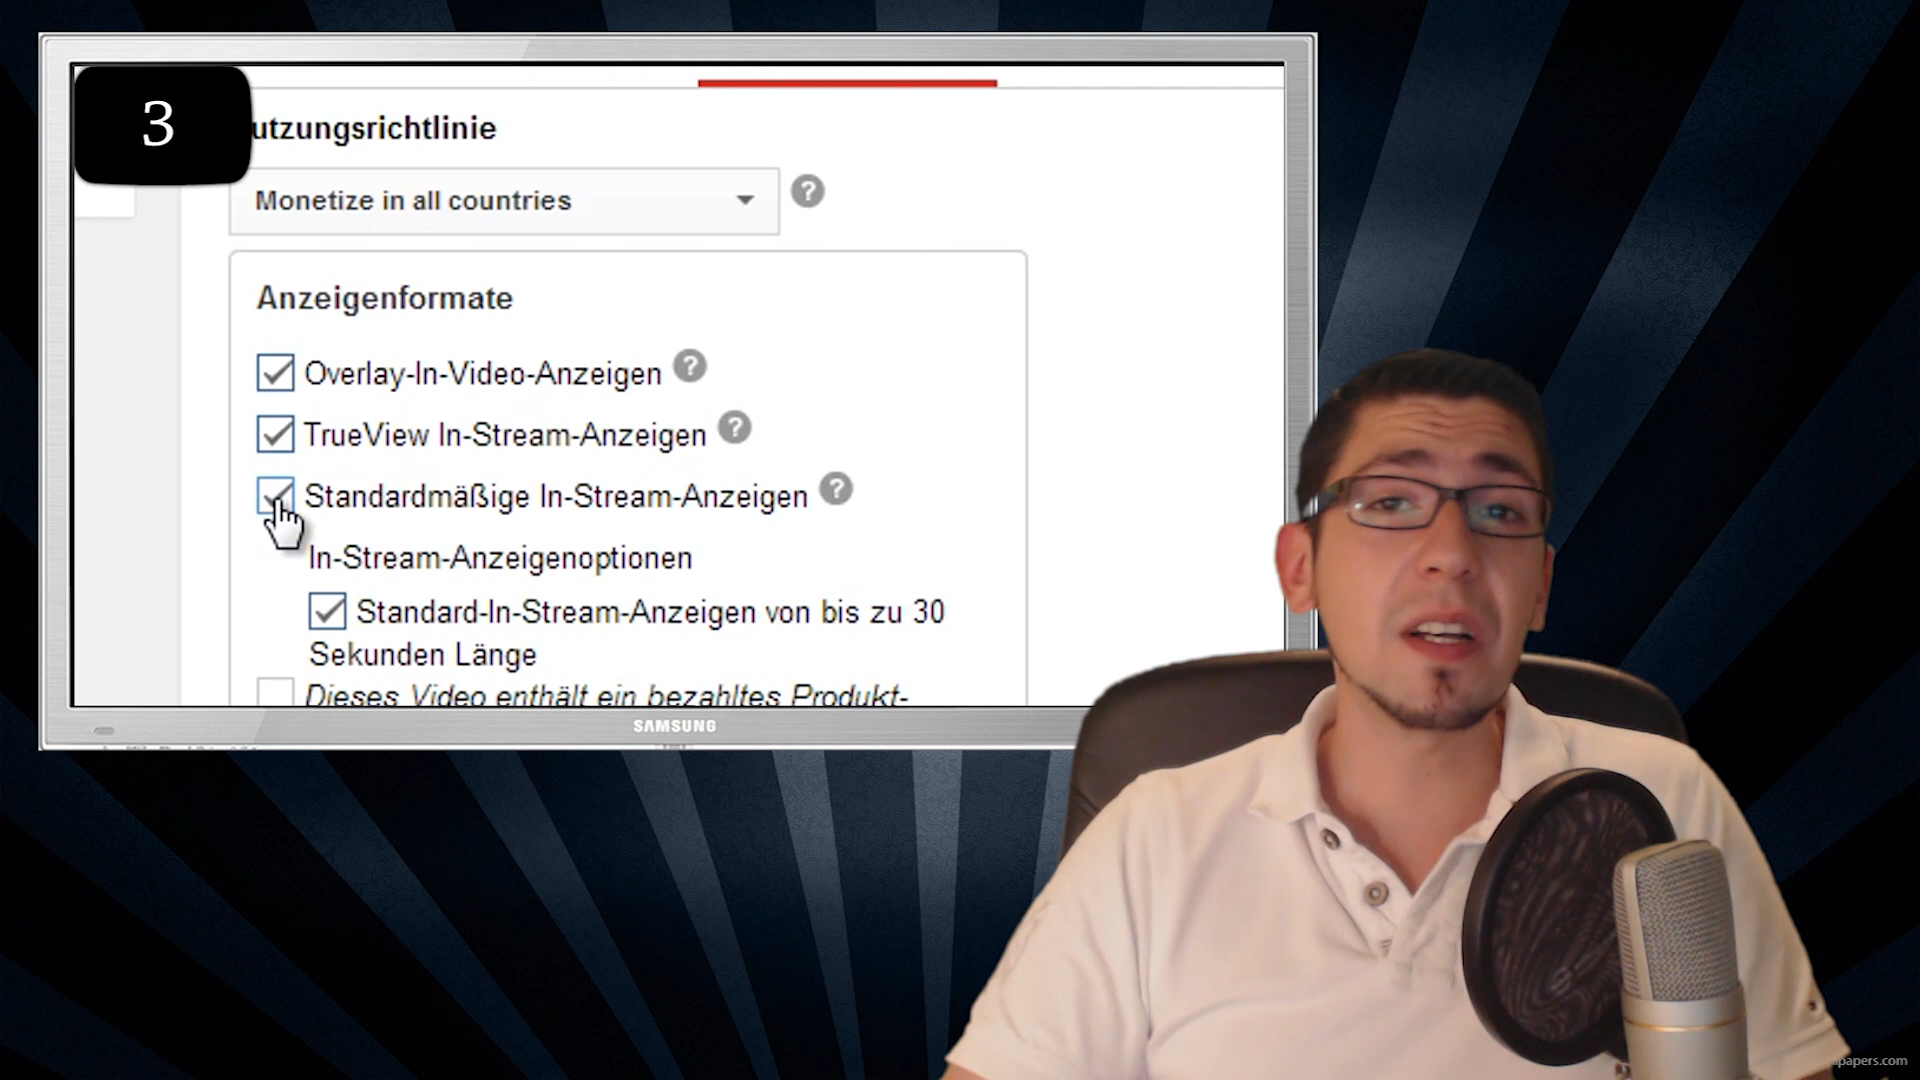 3
utzungsrichtlinie
Monetize in all countries
?
Anzeigenformate
Overlay-In-Video-Anzeigen ?
TrueView In-Stream-Anzeigen ?
Standardmäßige In-Stream-Anzeigen ?
In-Stream-Anzeigenoptionen
Standard-In-Stream-Anzeigen von bis zu 30
Sekunden Länge
Dieses Video enthält ein bezahltes Produkt-
SAMSUNG
lpapers.com